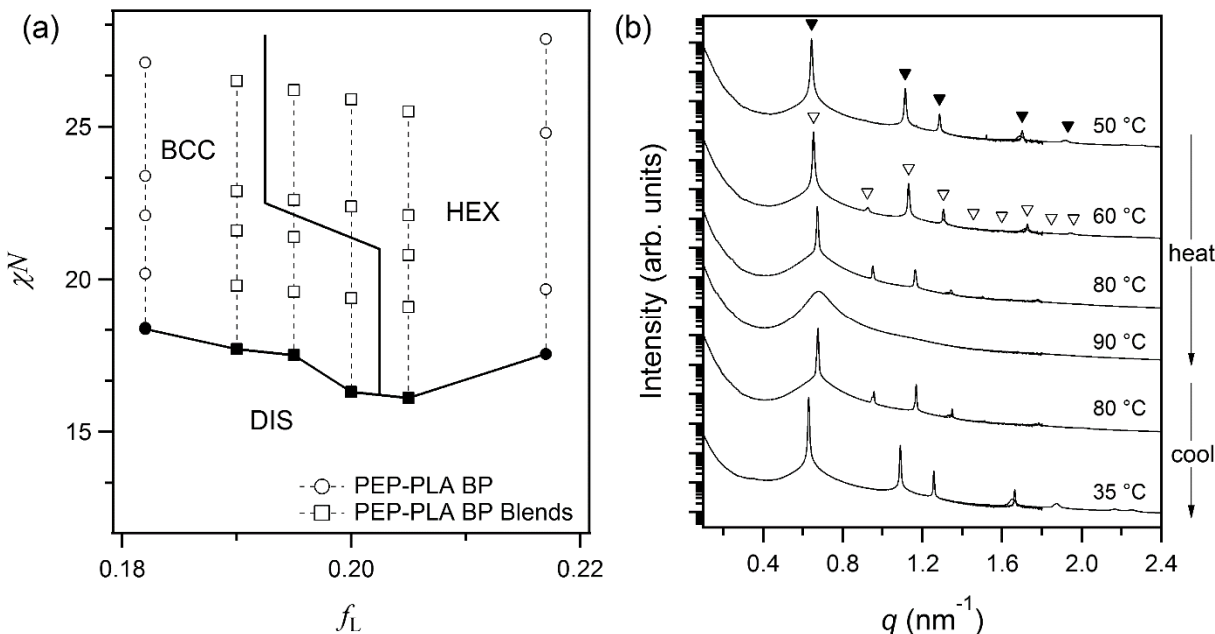 (a)
25
20
15
χN
BCC
HEX
DIS
PEP-PLA BP
PEP-PLA BP Blends
0.18
0.20
0.22
f_L
(b)
Intensity (arb. units)
50 °C
60 °C
80 °C
90 °C
80 °C
35 °C
heat
cool
0.4
0.8
1.2
1.6
2.0
2.4
q (nm⁻¹)